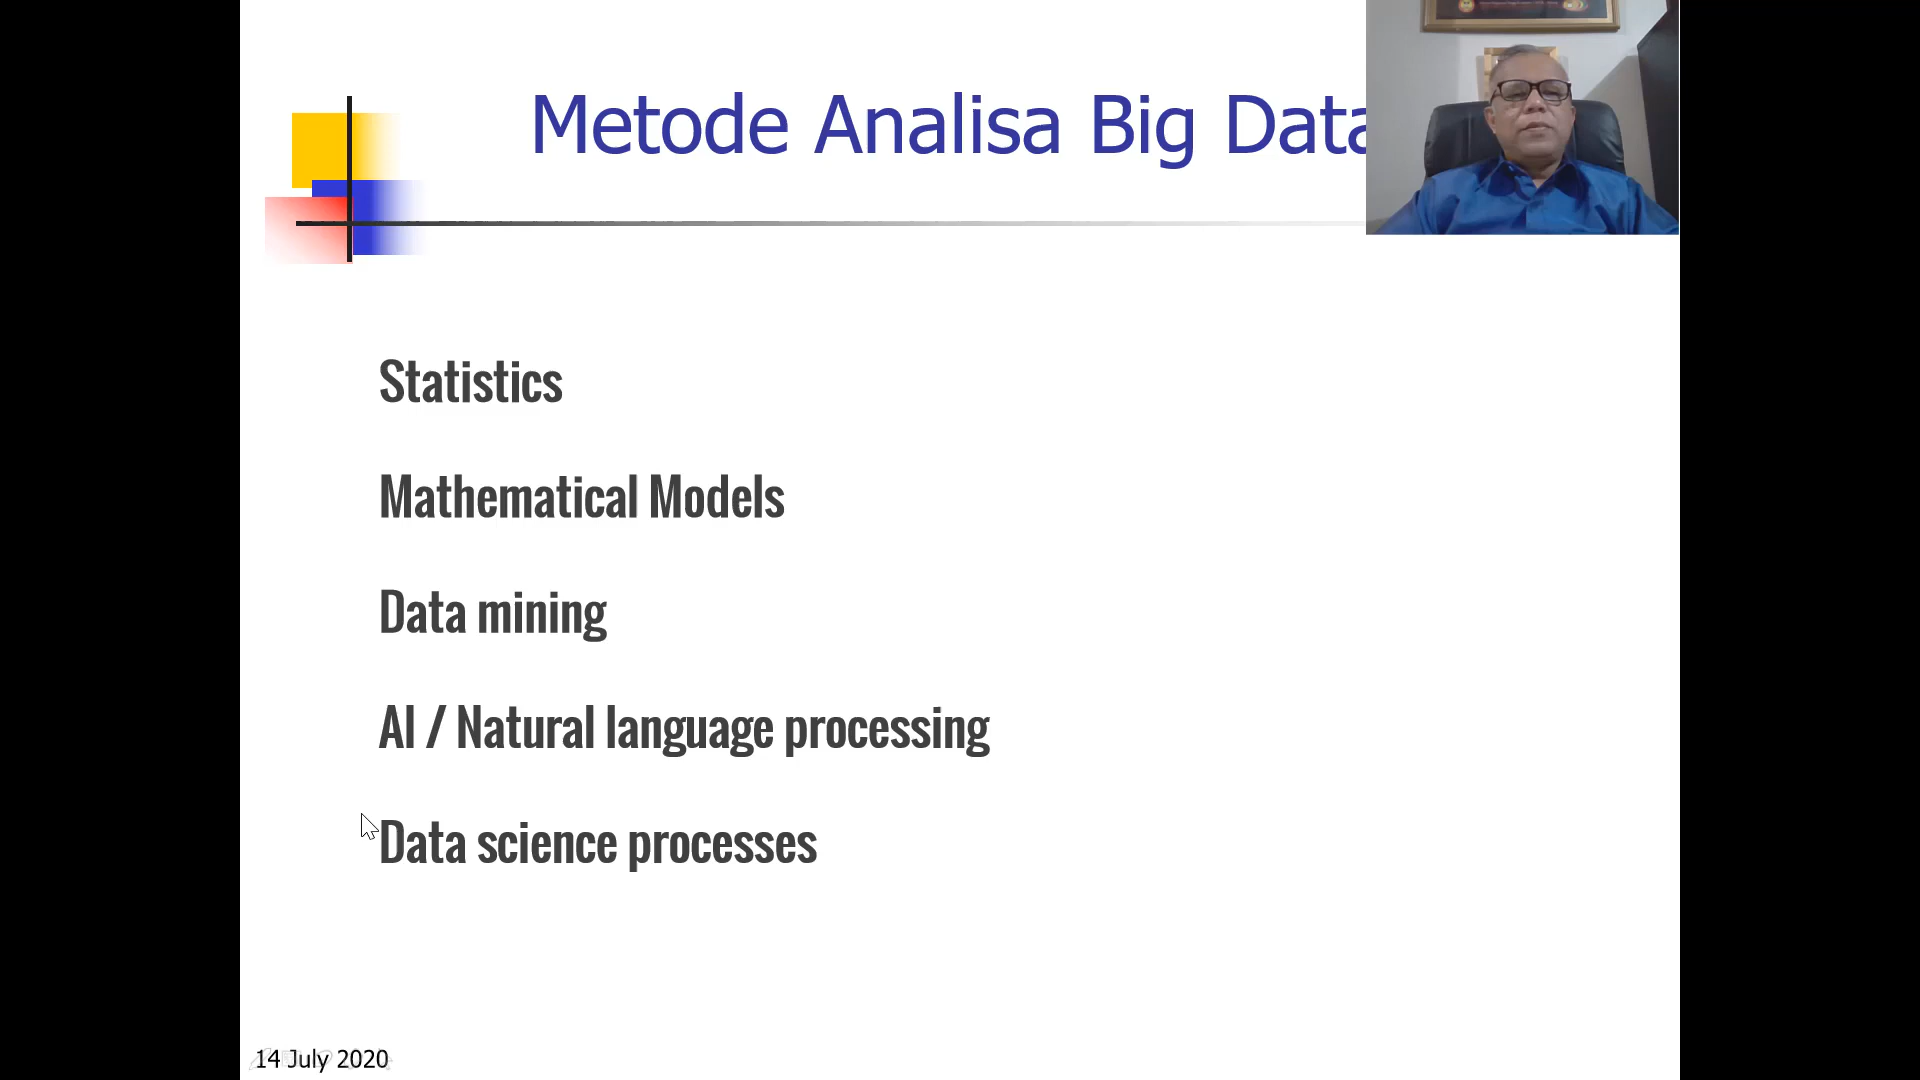 Metode Analisa Big Data
Statistics
Mathematical Models
Data mining
AI / Natural language processing
Data science processes
14 July 2020